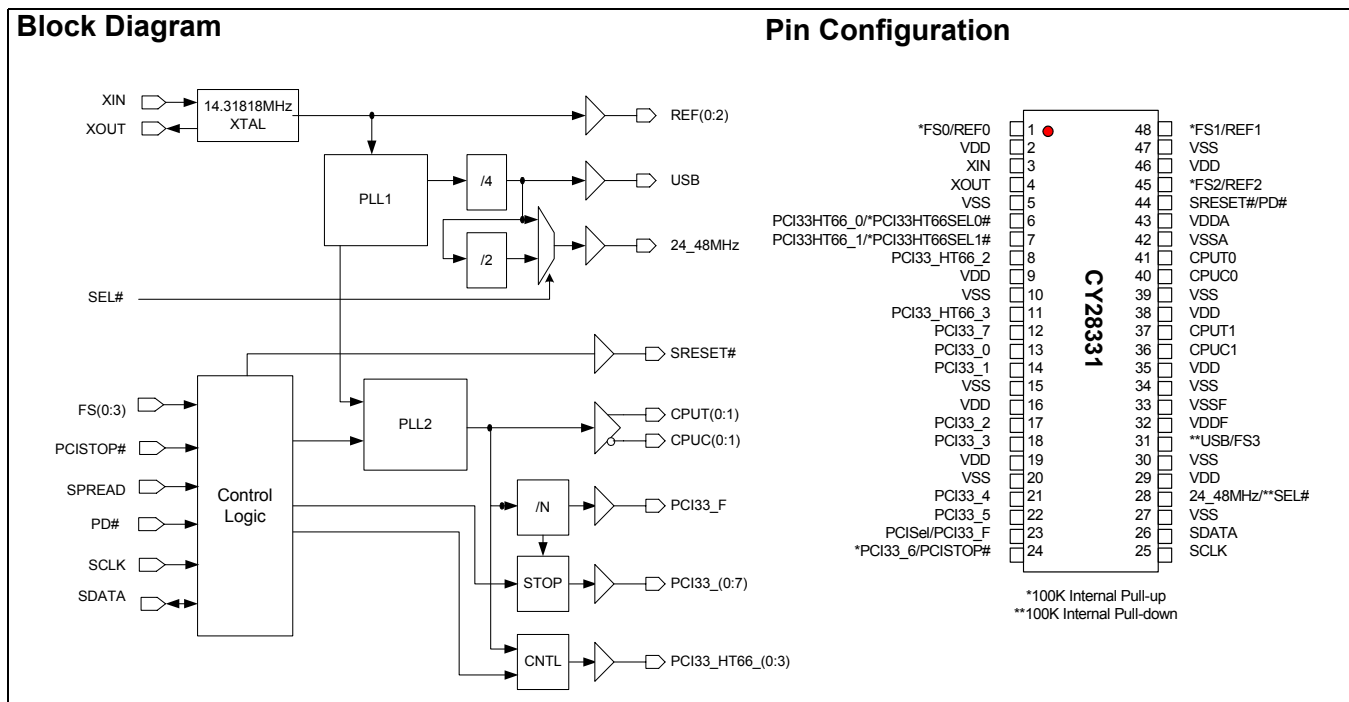 Block Diagram
XIN
XOUT
14.31818MHz
XTAL
REF(0:2)
PLL1
/4
USB
/2
24_48MHz
SEL#
SRESET#
FS(0:3)
PCISTOP#
SPREAD
PD#
SCLK
SDATA
Control
Logic
PLL2
CPUT(0:1)
CPUC(0:1)
/N
PCI33_F
STOP
PCI33_(0:7)
CNTL
PCI33_HT66_(0:3)
Pin Configuration
*FS0/REF0 1 48 *FS1/REF1
VDD 2 47 VSS
XIN 3 46 VDD
XOUT 4 45 *FS2/REF2
VSS 5 44 SRESET#/PD#
PCI33HT66_0/*PCI33HT66SEL0# 6 43 VDDA
PCI33HT66_1/*PCI33HT66SEL1# 7 42 VSSA
PCI33_HT66_2 8 41 CPUT0
VDD 9 40 CPUC0
VSS 10 39 VSS
PCI33_HT66_3 11 38 VDD
PCI33_7 12 37 CPUT1
PCI33_0 13 36 CPUC1
PCI33_1 14 35 VDD
VSS 15 34 VSS
VDD 16 33 VSSF
PCI33_2 17 32 VDDF
PCI33_3 18 31 **USB/FS3
VDD 19 30 VSS
VSS 20 29 VDD
PCI33_4 21 28 24_48MHz/**SEL#
PCI33_5 22 27 VSS
PCISel/PCI33_F 23 26 SDATA
*PCI33_6/PCISTOP# 24 25 SCLK
CY28331
*100K Internal Pull-up
**100K Internal Pull-down